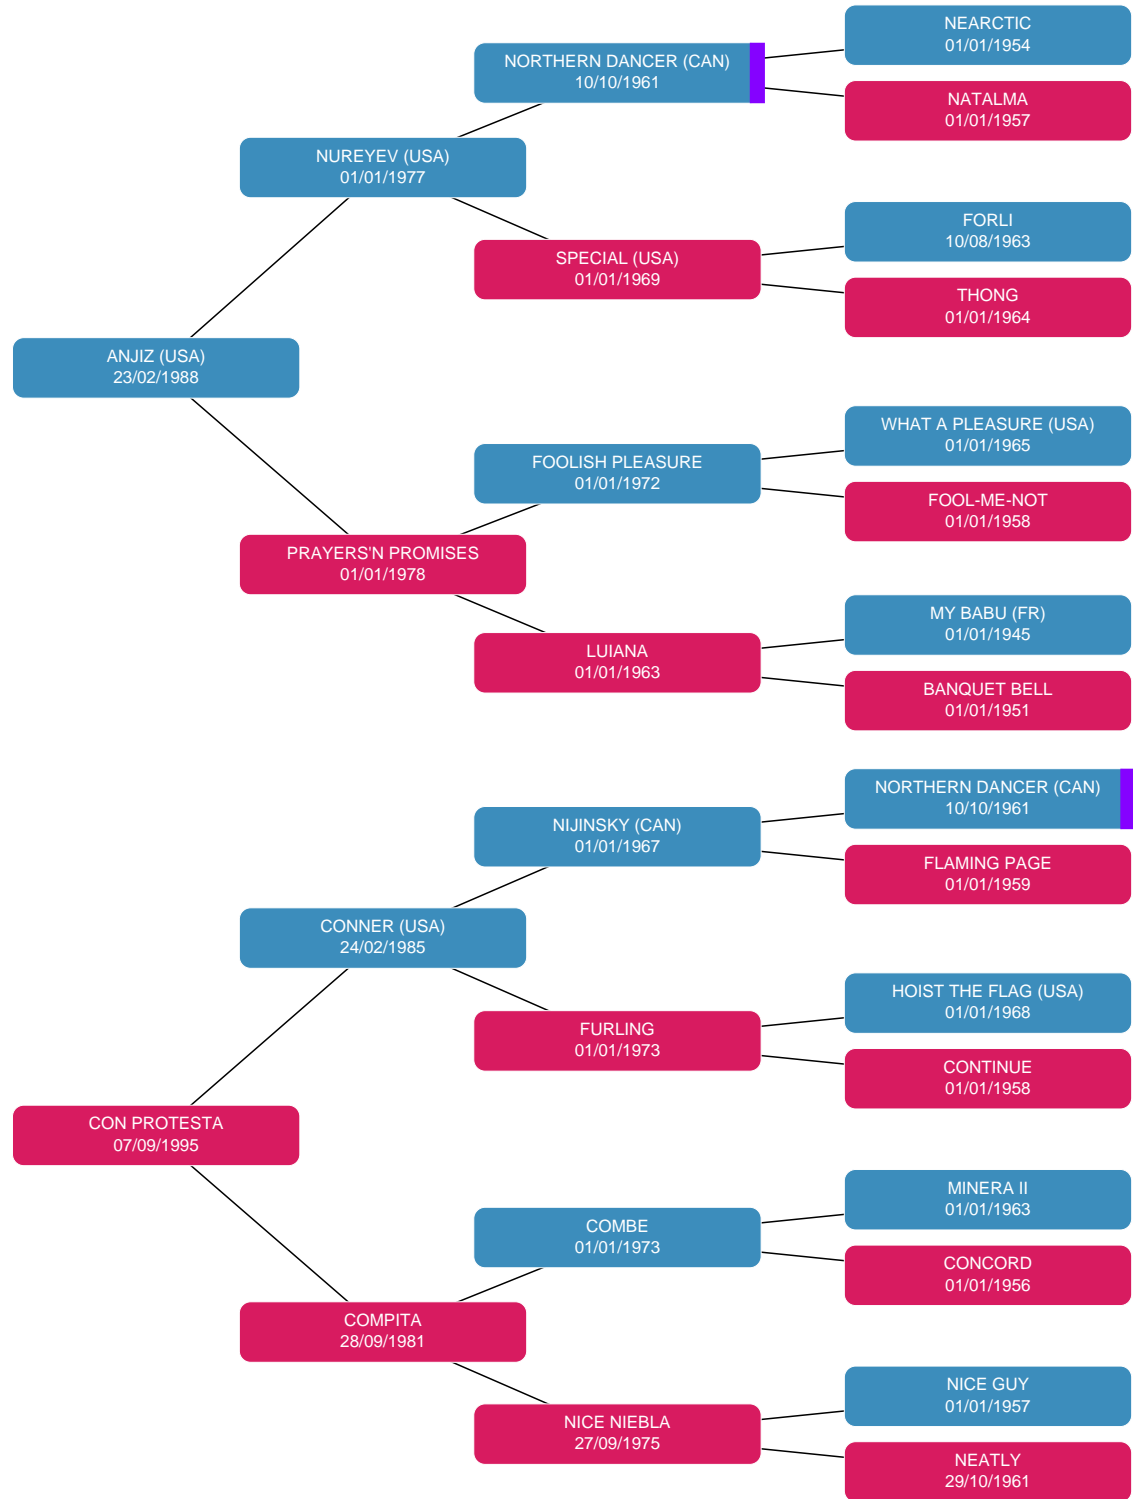 NEARCTIC
01/01/1954
NORTHERN DANCER (CAN)
10/10/1961
NATALMA
01/01/1957
NUREYEV (USA)
01/01/1977
FORLI
10/08/1963
SPECIAL (USA)
01/01/1969
THONG
01/01/1964
ANJIZ (USA)
23/02/1988
WHAT A PLEASURE (USA)
01/01/1965
FOOLISH PLEASURE
01/01/1972
FOOL-ME-NOT
01/01/1958
PRAYERS'N PROMISES
01/01/1978
MY BABU (FR)
01/01/1945
LUIANA
01/01/1963
BANQUET BELL
01/01/1951
NORTHERN DANCER (CAN)
10/10/1961
NIJINSKY (CAN)
01/01/1967
FLAMING PAGE
01/01/1959
CONNER (USA)
24/02/1985
HOIST THE FLAG (USA)
01/01/1968
FURLING
01/01/1973
CONTINUE
01/01/1958
CON PROTESTA
07/09/1995
MINERA II
01/01/1963
COMBE
01/01/1973
CONCORD
01/01/1956
COMPITA
28/09/1981
NICE GUY
01/01/1957
NICE NIEBLA
27/09/1975
NEATLY
29/10/1961